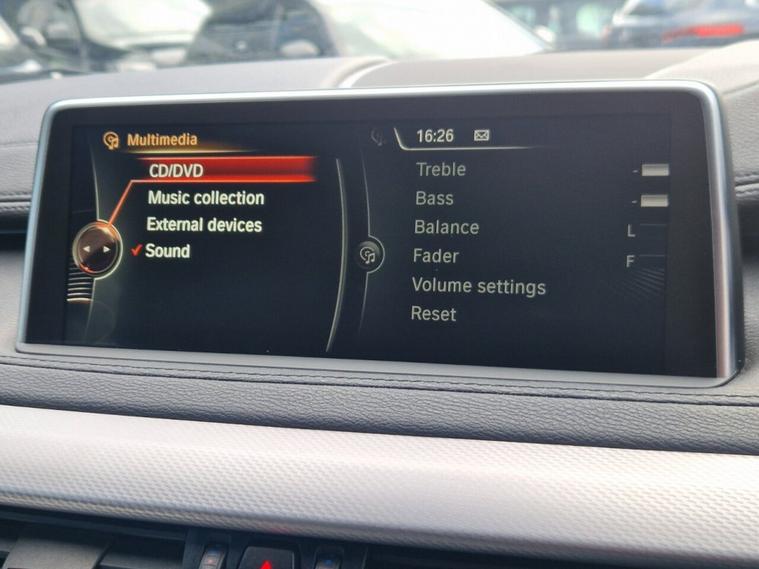 Multimedia
CD/DVD
Music collection
External devices
Sound
16:26
Treble
Bass
Balance L
Fader F
Volume settings
Reset